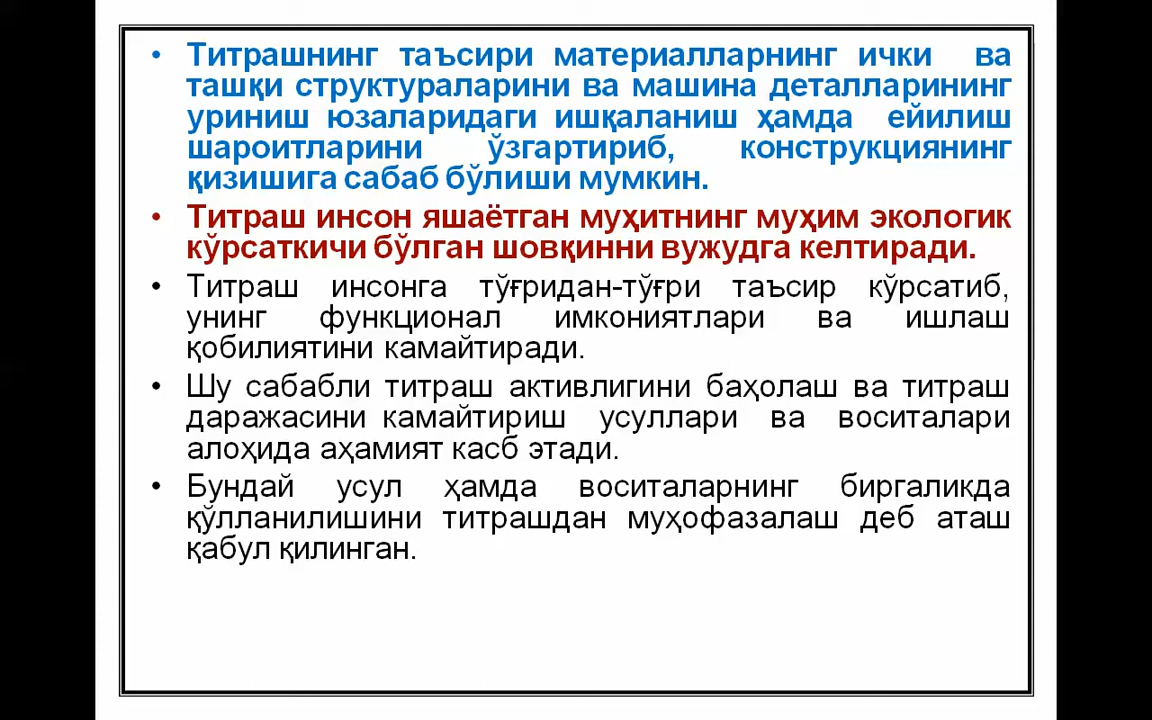 • Титрашнинг таъсири материалларнинг ички ва
ташқи структураларини ва машина деталларининг
уриниш юзаларидаги ишқаланиш ҳамда ейилиш
шароитларини ўзгартириб, конструкциянинг
қизишига сабаб бўлиши мумкин.
• Титраш инсон яшаётган муҳитнинг муҳим экологик
кўрсаткичи бўлган шовқинни вужудга келтиради.
• Титраш инсонга тўғридан-тўғри таъсир кўрсатиб,
унинг функционал имкониятлари ва ишлаш
қобилиятини камайтиради.
• Шу сабабли титраш активлигини баҳолаш ва титраш
даражасини камайтириш усуллари ва воситалари
алоҳида аҳамият касб этади.
• Бундай усул ҳамда воситаларнинг биргаликда
қўлланилишини титрашдан муҳофазалаш деб аташ
қабул қилинган.